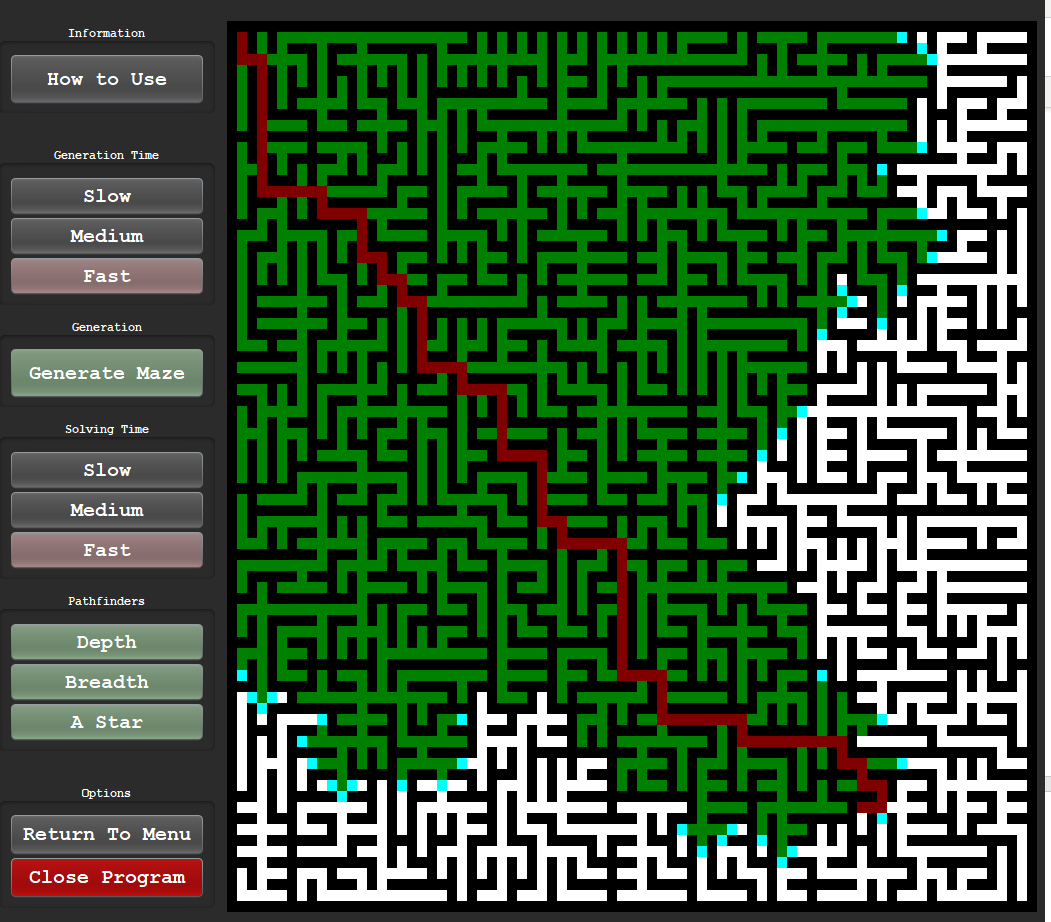 Information
How to Use
Generation Time
Slow
Medium
Fast
Generation
Generate Maze
Solving Time
Slow
Medium
Fast
Pathfinders
Depth
Breadth
A Star
Options
Return To Menu
Close Program